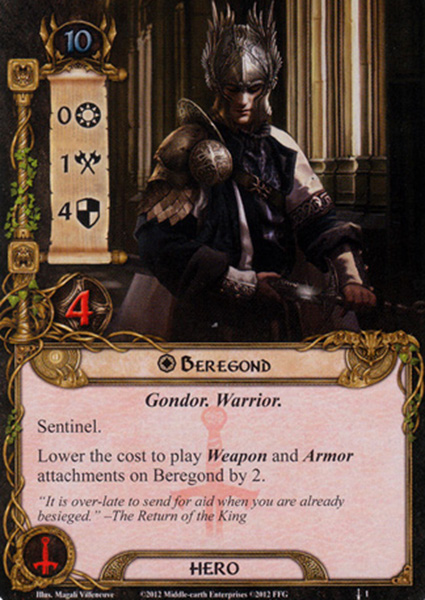 10
0
1
4
4
Beregond
Gondor. Warrior.
Sentinel.
Lower the cost to play Weapon and Armor
attachments on Beregond by 2.
“It is over-late to send for aid when you are already
besieged.” –The Return of the King
HERO
Illus. Magali Villeneuve ©2012 Middle-earth Enterprises ©2012 FFG 1